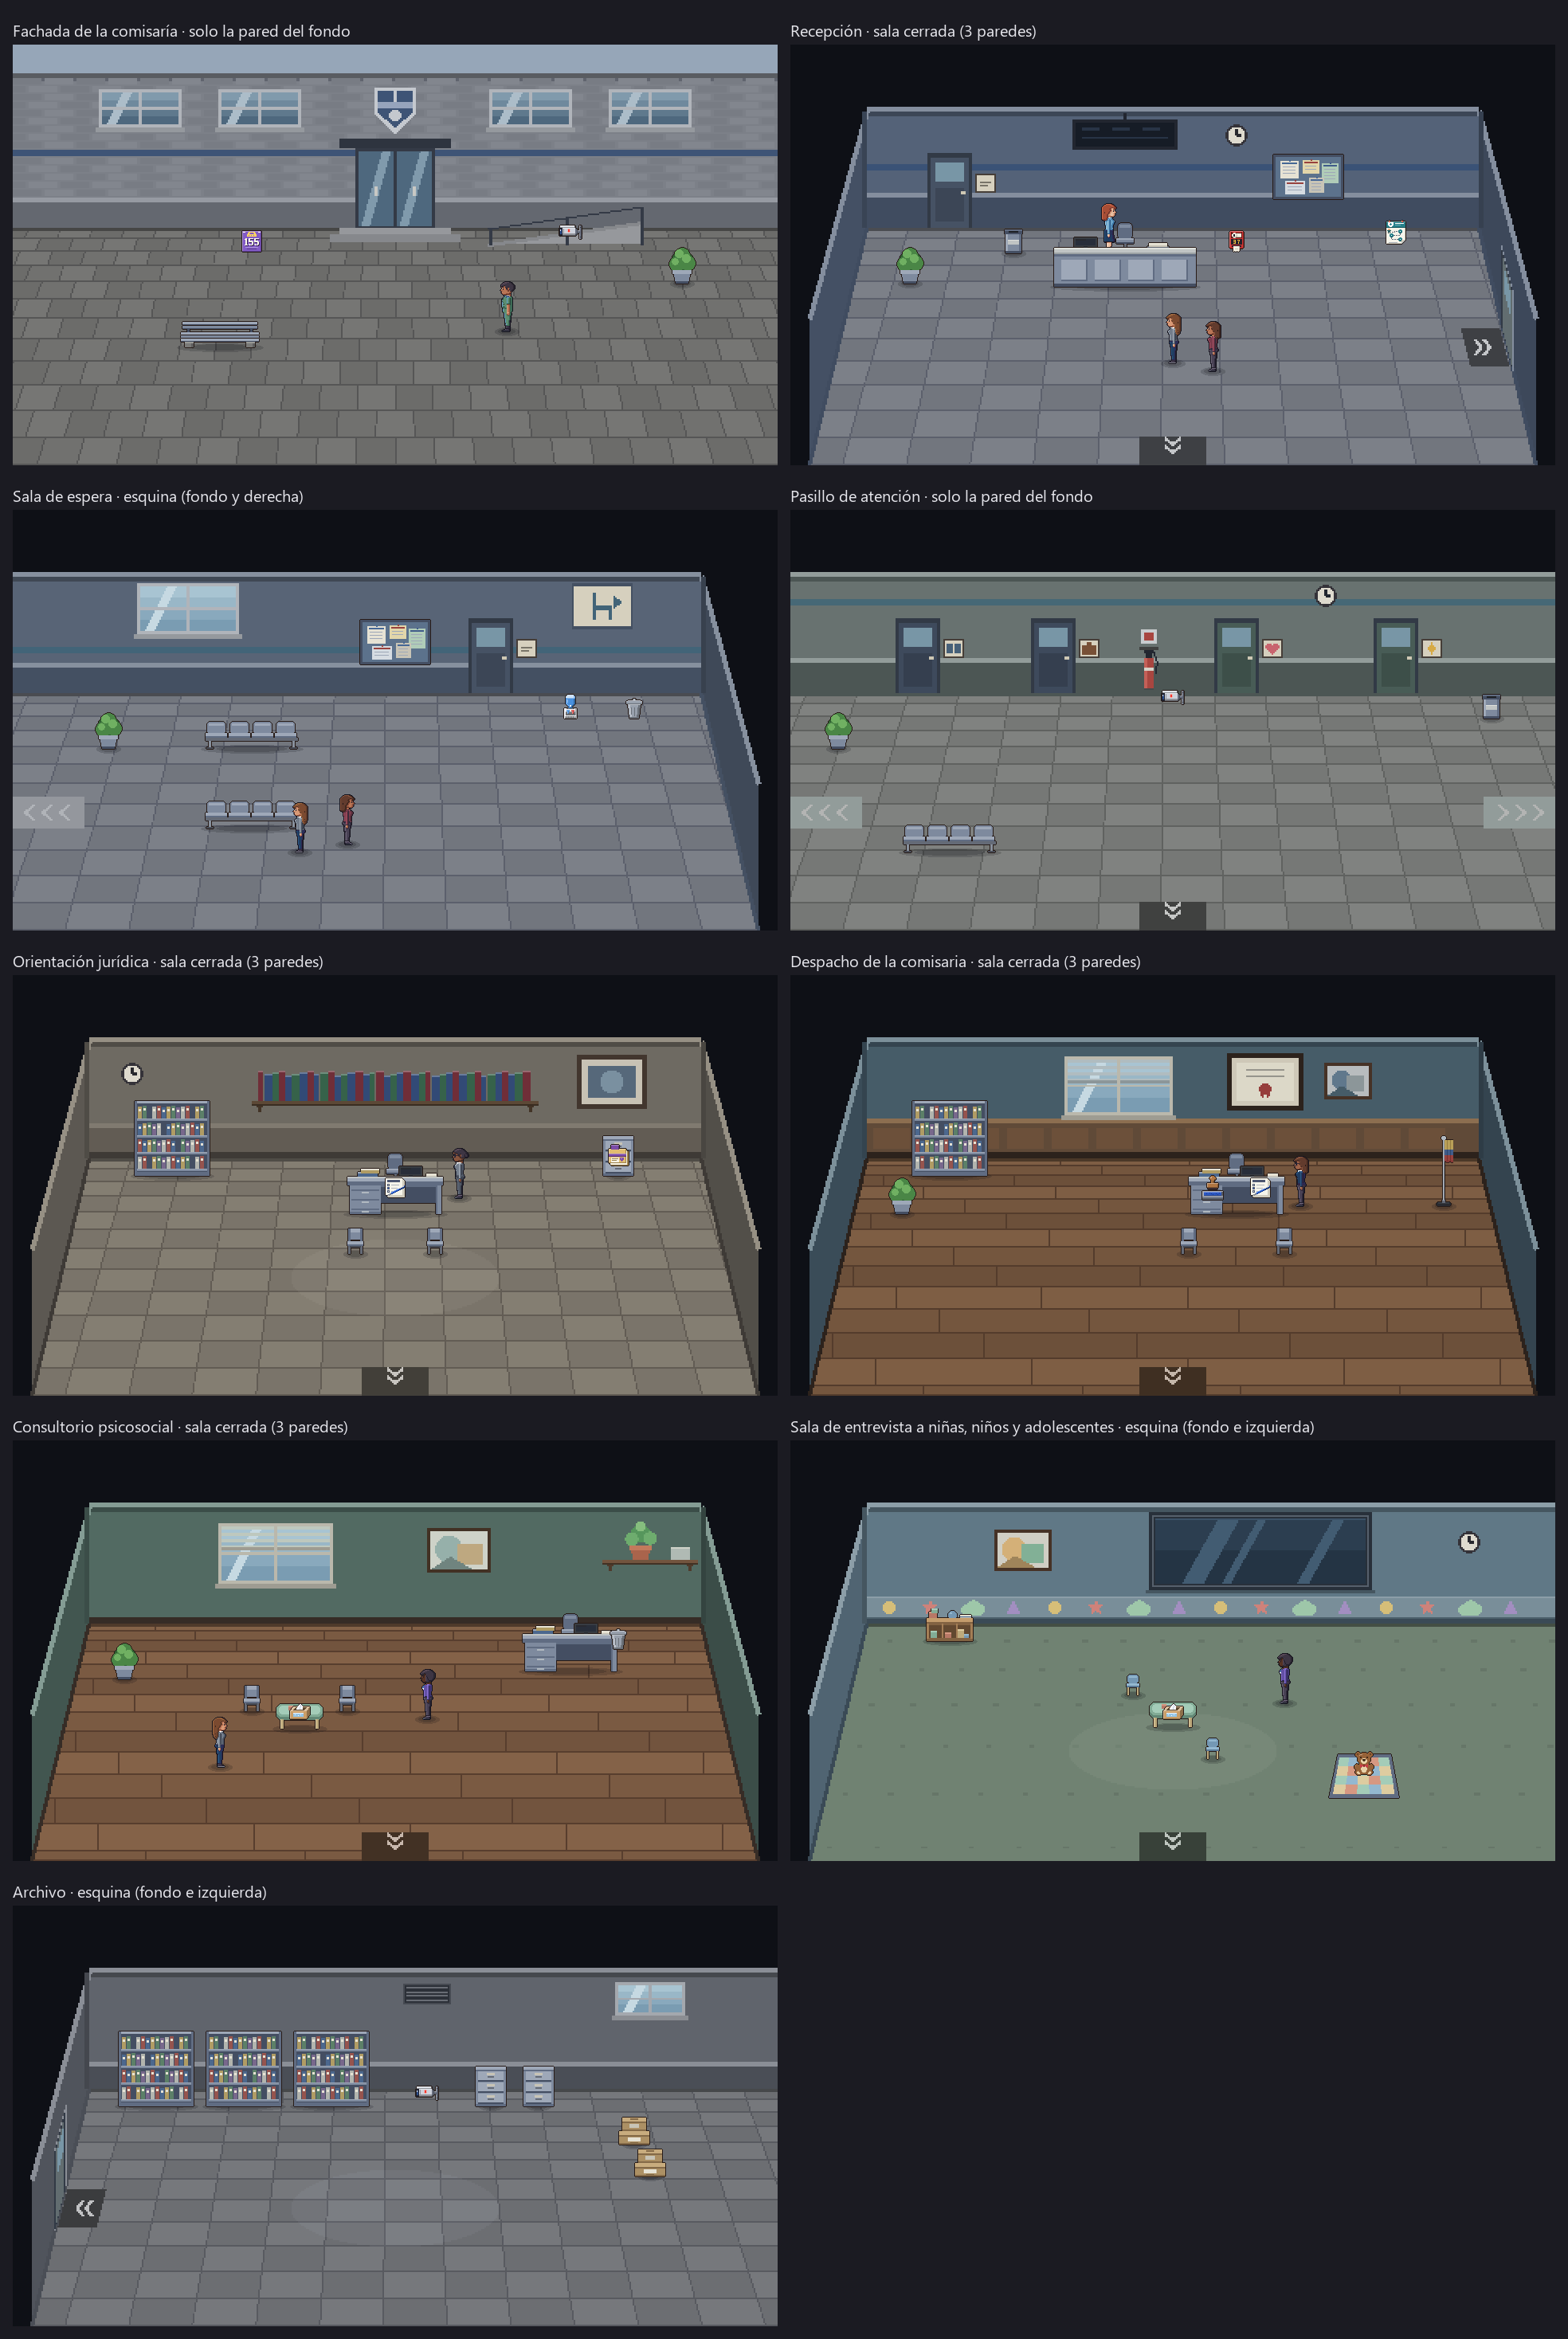 Fachada de la comisaría · solo la pared del fondo
Recepción · sala cerrada (3 paredes)
155
37
Sala de espera · esquina (fondo y derecha)
Pasillo de atención · solo la pared del fondo
Orientación jurídica · sala cerrada (3 paredes)
Despacho de la comisaria · sala cerrada (3 paredes)
Consultorio psicosocial · sala cerrada (3 paredes)
Sala de entrevista a niñas, niños y adolescentes · esquina (fondo e izquierda)
Archivo · esquina (fondo e izquierda)